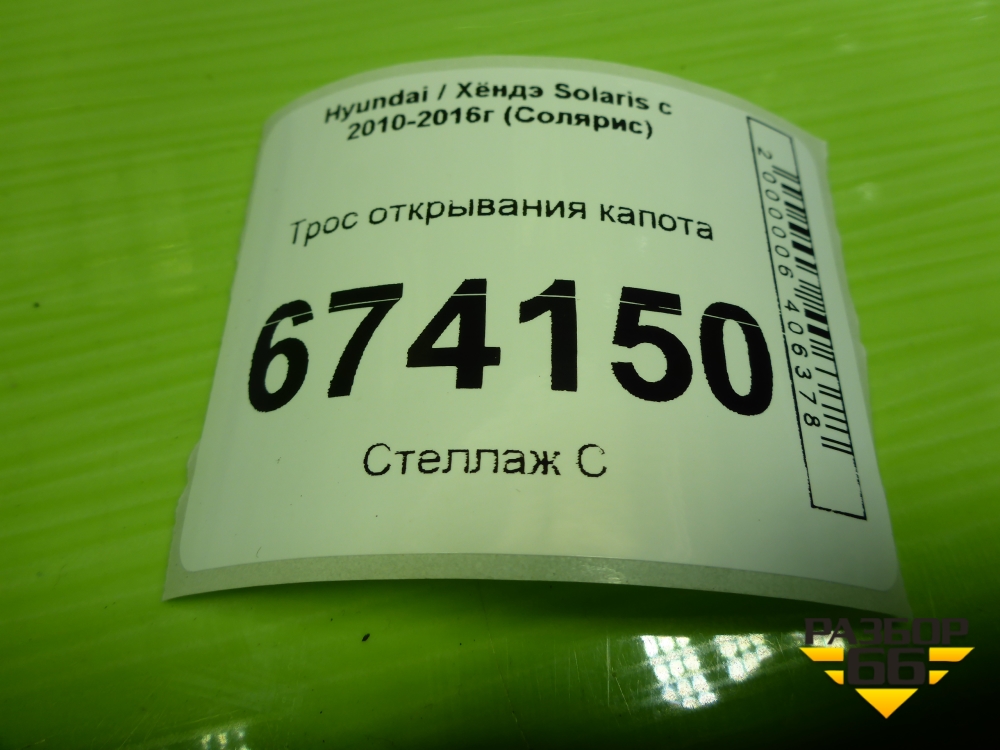 Hyundai / Хёндэ Solaris с
2010-2016г (Солярис)
Трос открывания капота
674150
Стеллаж С
2000006406378
РАЗБОР
66